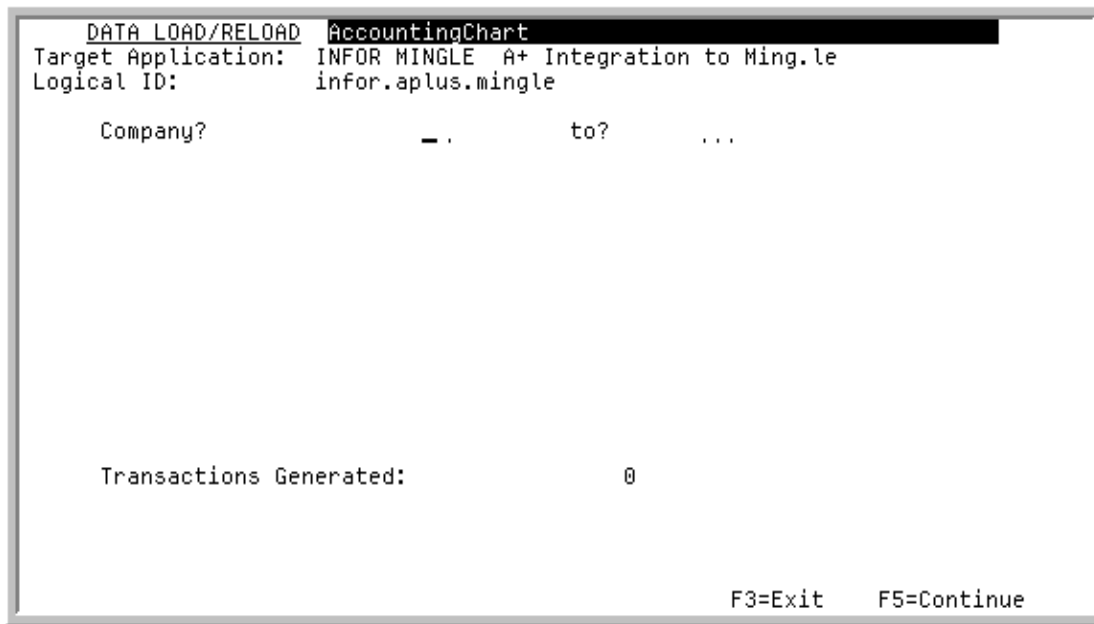 DATA LOAD/RELOAD AccountingChart
Target Application: INFOR MINGLE A+ Integration to Ming.le
Logical ID: infor.aplus.mingle
Company? _ . to? ...
Transactions Generated: 0
F3=Exit F5=Continue